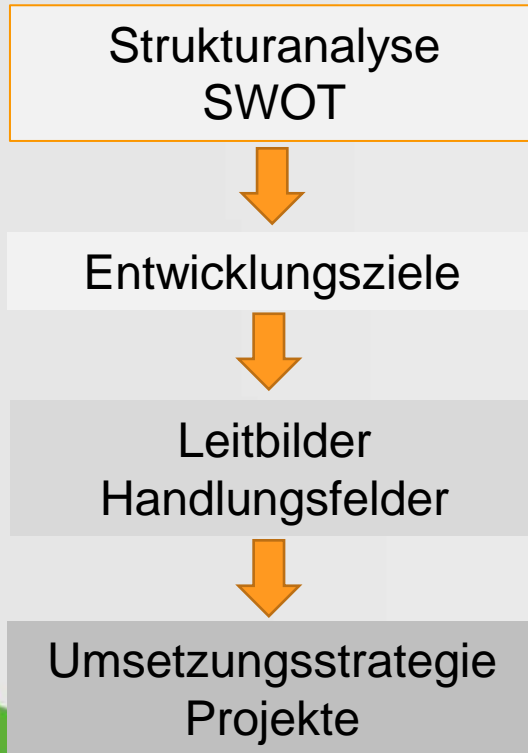 Strukturanalyse
SWOT
Entwicklungsziele
Leitbilder
Handlungsfelder
Umsetzungsstrategie
Projekte